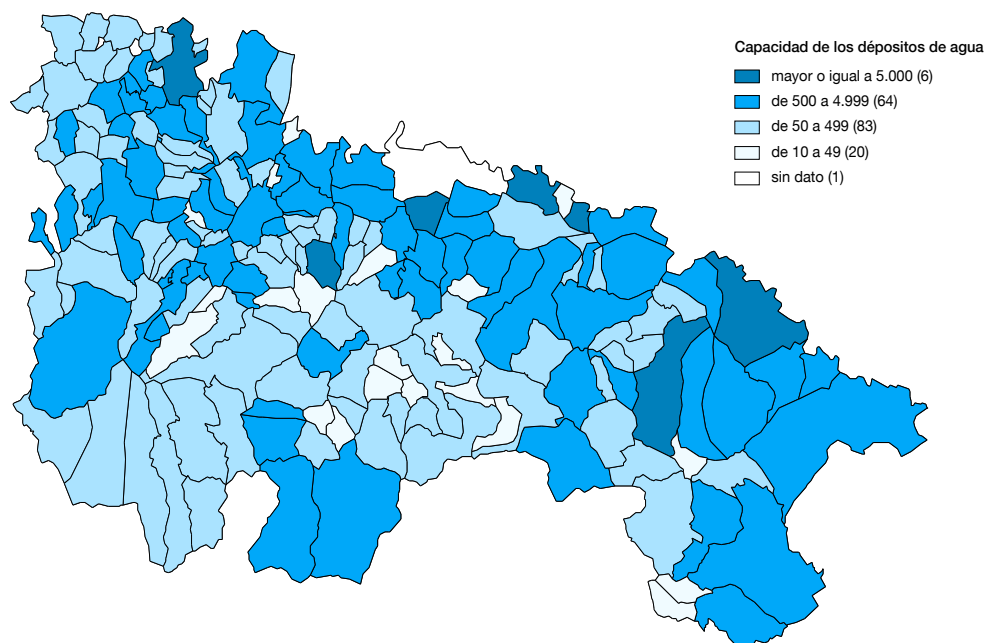 Capacidad de los dépositos de agua
mayor o igual a 5.000 (6)
de 500 a 4.999 (64)
de 50 a 499 (83)
de 10 a 49 (20)
sin dato (1)